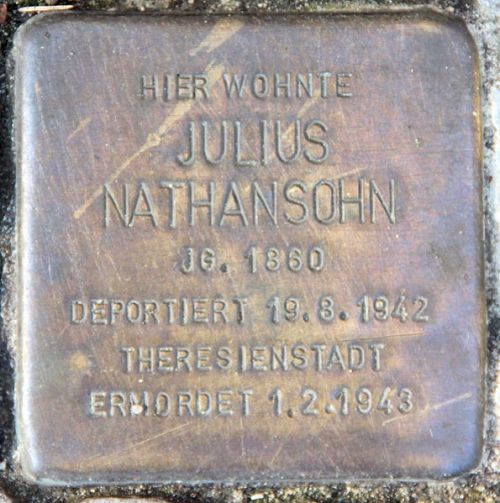 HIER WOHNTE
JULIUS
NATHANSOHN
JG. 1860
DEPORTIERT 19.8.1942
THERESIENSTADT
ERMORDET 1.2.1943